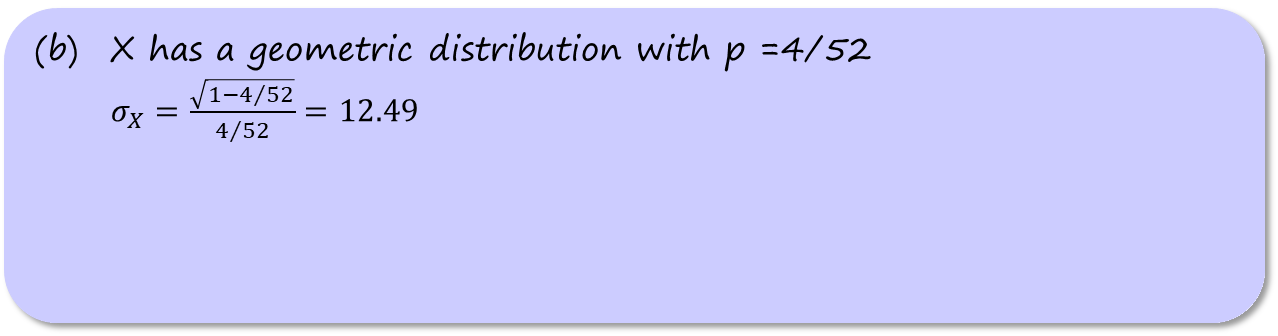 (b) X has a geometric distribution with p =4/52
σ_X = √(1−4/52) / (4/52) = 12.49